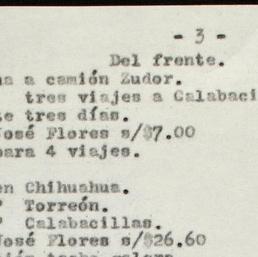 - 3 -
Del frente.
a a camión Zudor.
tres viajes a Calabaci
e tres días.
José Flores s/$7.00
para 4 viajes.
en Chihuahua.
" Torreón.
" Calabacillas.
José Flores s/$26.60